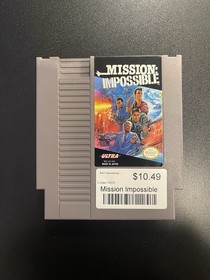 MISSION:
IMPOSSIBLE
ULTRA
$10.49
Mission Impossible